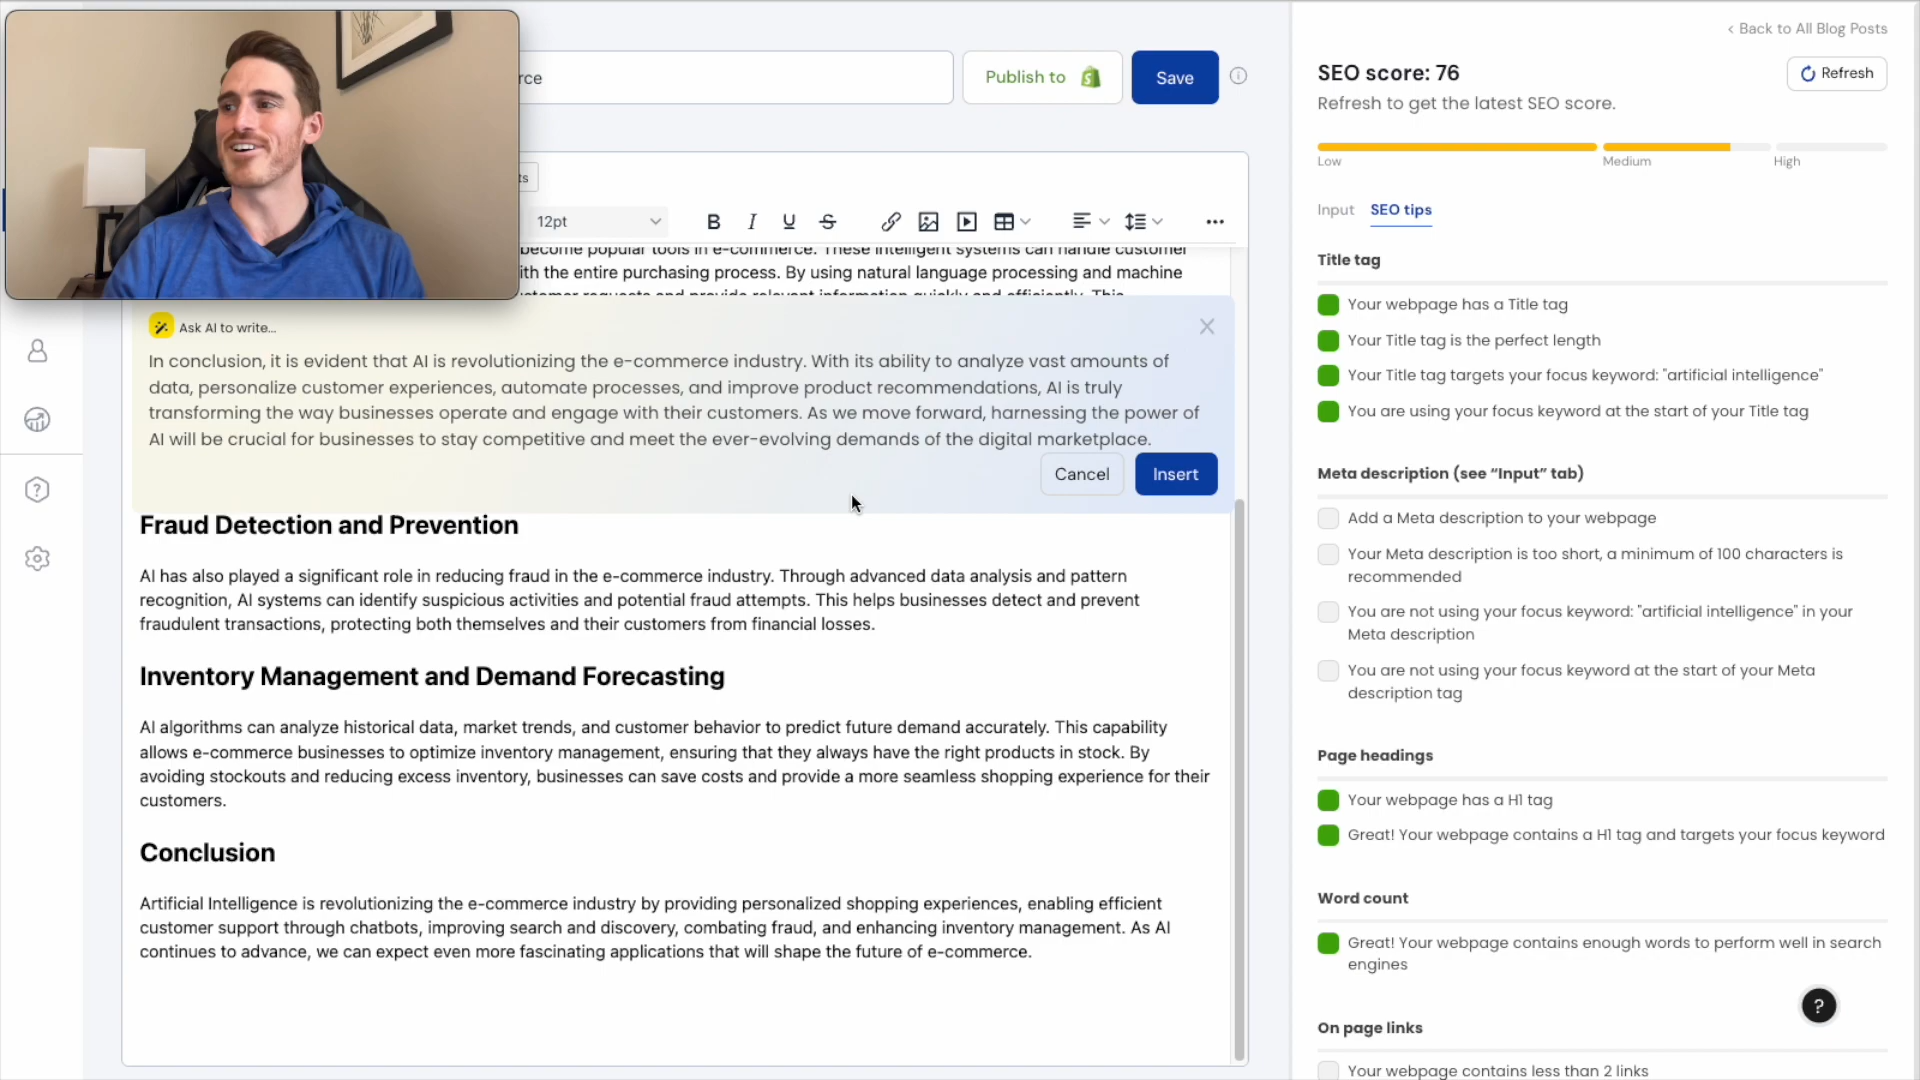 rce
Publish to
Save
ts
12pt
B I U S
become popular tools in e-commerce. These intelligent systems can handle customer
ith the entire purchasing process. By using natural language processing and machine
stomer requests and provide relevant information quickly and efficiently. This
Ask AI to write...
In conclusion, it is evident that AI is revolutionizing the e-commerce industry. With its ability to analyze vast amounts of
data, personalize customer experiences, automate processes, and improve product recommendations, AI is truly
transforming the way businesses operate and engage with their customers. As we move forward, harnessing the power of
AI will be crucial for businesses to stay competitive and meet the ever-evolving demands of the digital marketplace.
Cancel
Insert
Fraud Detection and Prevention
AI has also played a significant role in reducing fraud in the e-commerce industry. Through advanced data analysis and pattern
recognition, AI systems can identify suspicious activities and potential fraud attempts. This helps businesses detect and prevent
fraudulent transactions, protecting both themselves and their customers from financial losses.
Inventory Management and Demand Forecasting
AI algorithms can analyze historical data, market trends, and customer behavior to predict future demand accurately. This capability
allows e-commerce businesses to optimize inventory management, ensuring that they always have the right products in stock. By
avoiding stockouts and reducing excess inventory, businesses can save costs and provide a more seamless shopping experience for their
customers.
Conclusion
Artificial Intelligence is revolutionizing the e-commerce industry by providing personalized shopping experiences, enabling efficient
customer support through chatbots, improving search and discovery, combating fraud, and enhancing inventory management. As AI
continues to advance, we can expect even more fascinating applications that will shape the future of e-commerce.
< Back to All Blog Posts
SEO score: 76
Refresh
Refresh to get the latest SEO score.
Low
Medium
High
Input
SEO tips
Title tag
Your webpage has a Title tag
Your Title tag is the perfect length
Your Title tag targets your focus keyword: "artificial intelligence"
You are using your focus keyword at the start of your Title tag
Meta description (see “Input” tab)
Add a Meta description to your webpage
Your Meta description is too short, a minimum of 100 characters is
recommended
You are not using your focus keyword: "artificial intelligence" in your
Meta description
You are not using your focus keyword at the start of your Meta
description tag
Page headings
Your webpage has a H1 tag
Great! Your webpage contains a H1 tag and targets your focus keyword
Word count
Great! Your webpage contains enough words to perform well in search
engines
?
On page links
Your webpage contains less than 2 links